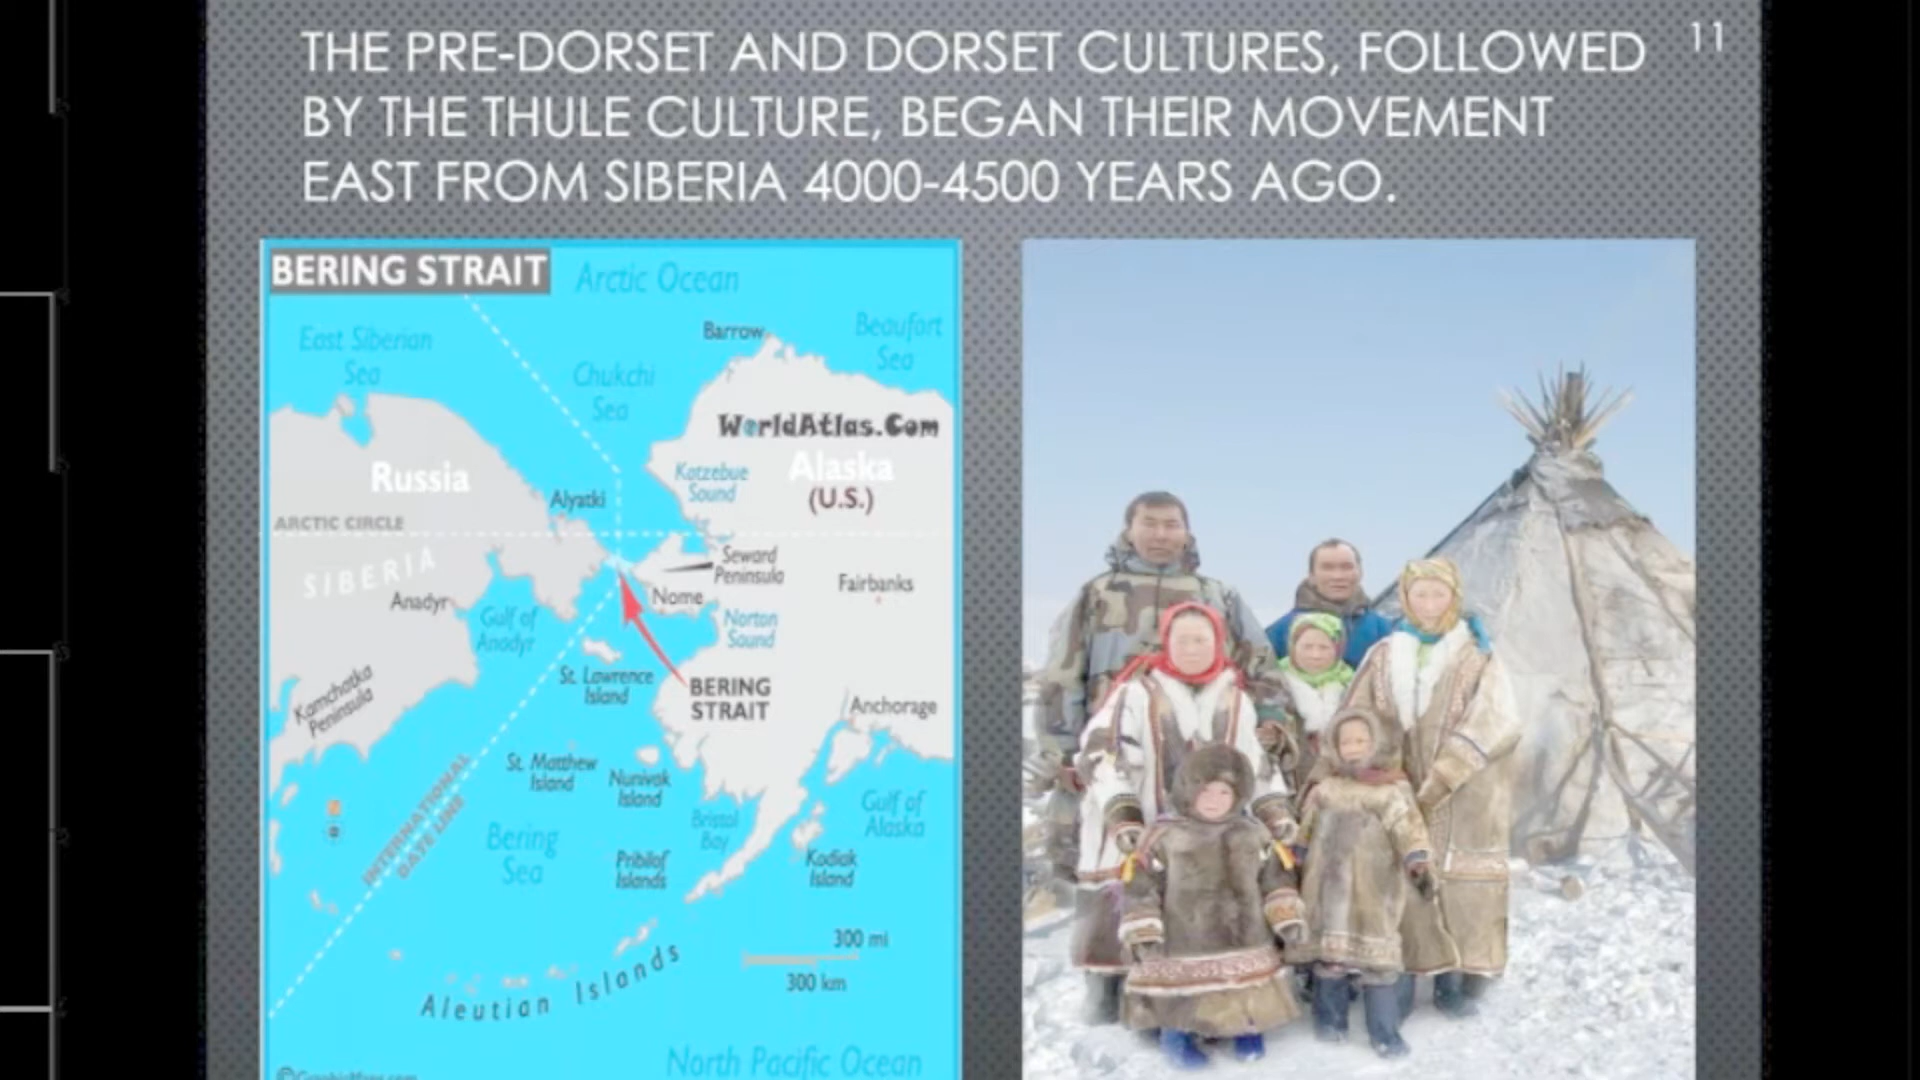 THE PRE-DORSET AND DORSET CULTURES, FOLLOWED
BY THE THULE CULTURE, BEGAN THEIR MOVEMENT
EAST FROM SIBERIA 4000-4500 YEARS AGO.
11
BERING STRAIT
Arctic Ocean
Barrow
Beaufort
Sea
East Siberian
Sea
Chukchi
Sea
WorldAtlas.Com
Russia
Kotzebue
Sound
Alaska
(U.S.)
Alyatki
ARCTIC CIRCLE
SIBERIA
Seward
Peninsula
Fairbanks
Anadyr
Nome
Gulf of
Anadyr
Norton
Sound
St. Lawrence
Island
BERING
STRAIT
Kamchatka
Peninsula
Anchorage
St. Matthew
Island
Nunivak
Island
INTERNATIONAL
DATE LINE
Bristol
Bay
Gulf of
Alaska
Bering
Sea
Pribilof
Islands
Kodiak
Island
300 mi
300 km
Aleutian Islands
North Pacific Ocean